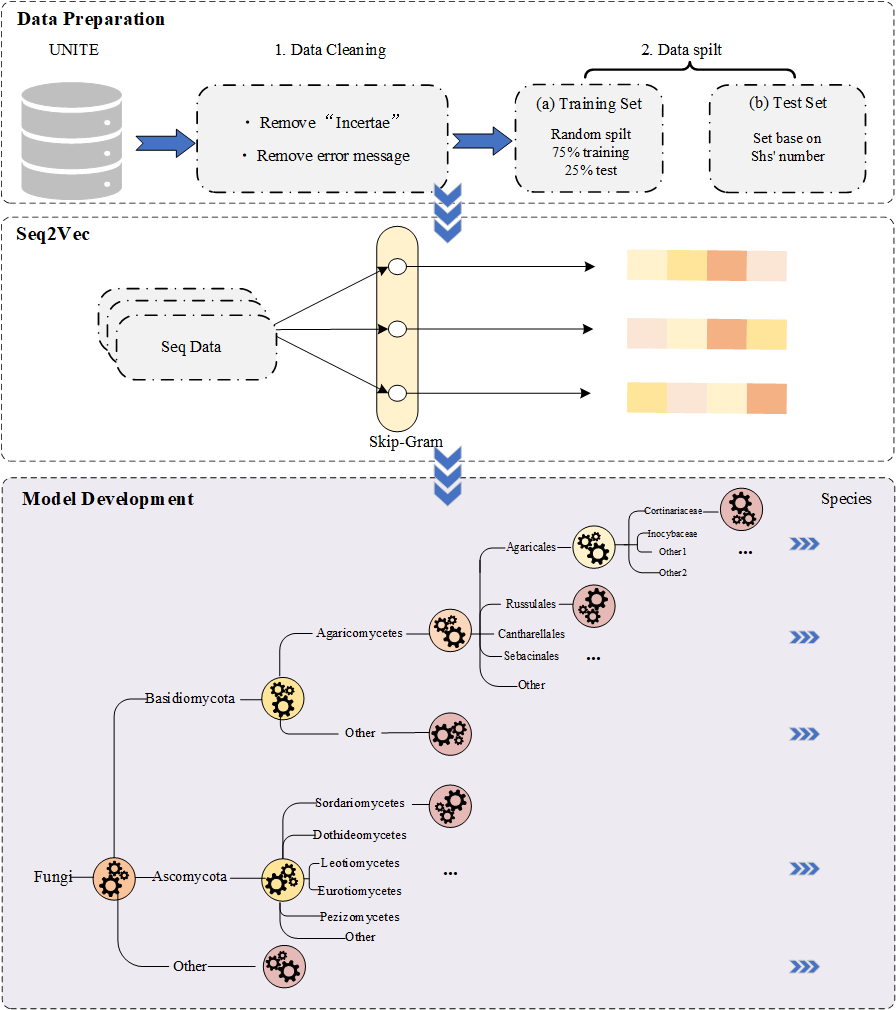 Data Preparation
UNITE
1. Data Cleaning
2. Data spilt
· Remove “Incertae”
· Remove error message
(a) Training Set
Random spilt
75% training
25% test
(b) Test Set
Set base on
Shs' number
Seq2Vec
Seq Data
Skip-Gram
Model Development
Species
Cortinariaceae
Inocybaceae
Other1
Other2
...
Agaricales
Russulales
Cantharellales
Sebacinales
Other
...
Agaricomycetes
Basidiomycota
Other
Sordariomycetes
Dothideomycetes
Leotiomycetes
Eurotiomycetes
Pezizomycetes
Other
...
Fungi
Ascomycota
Other